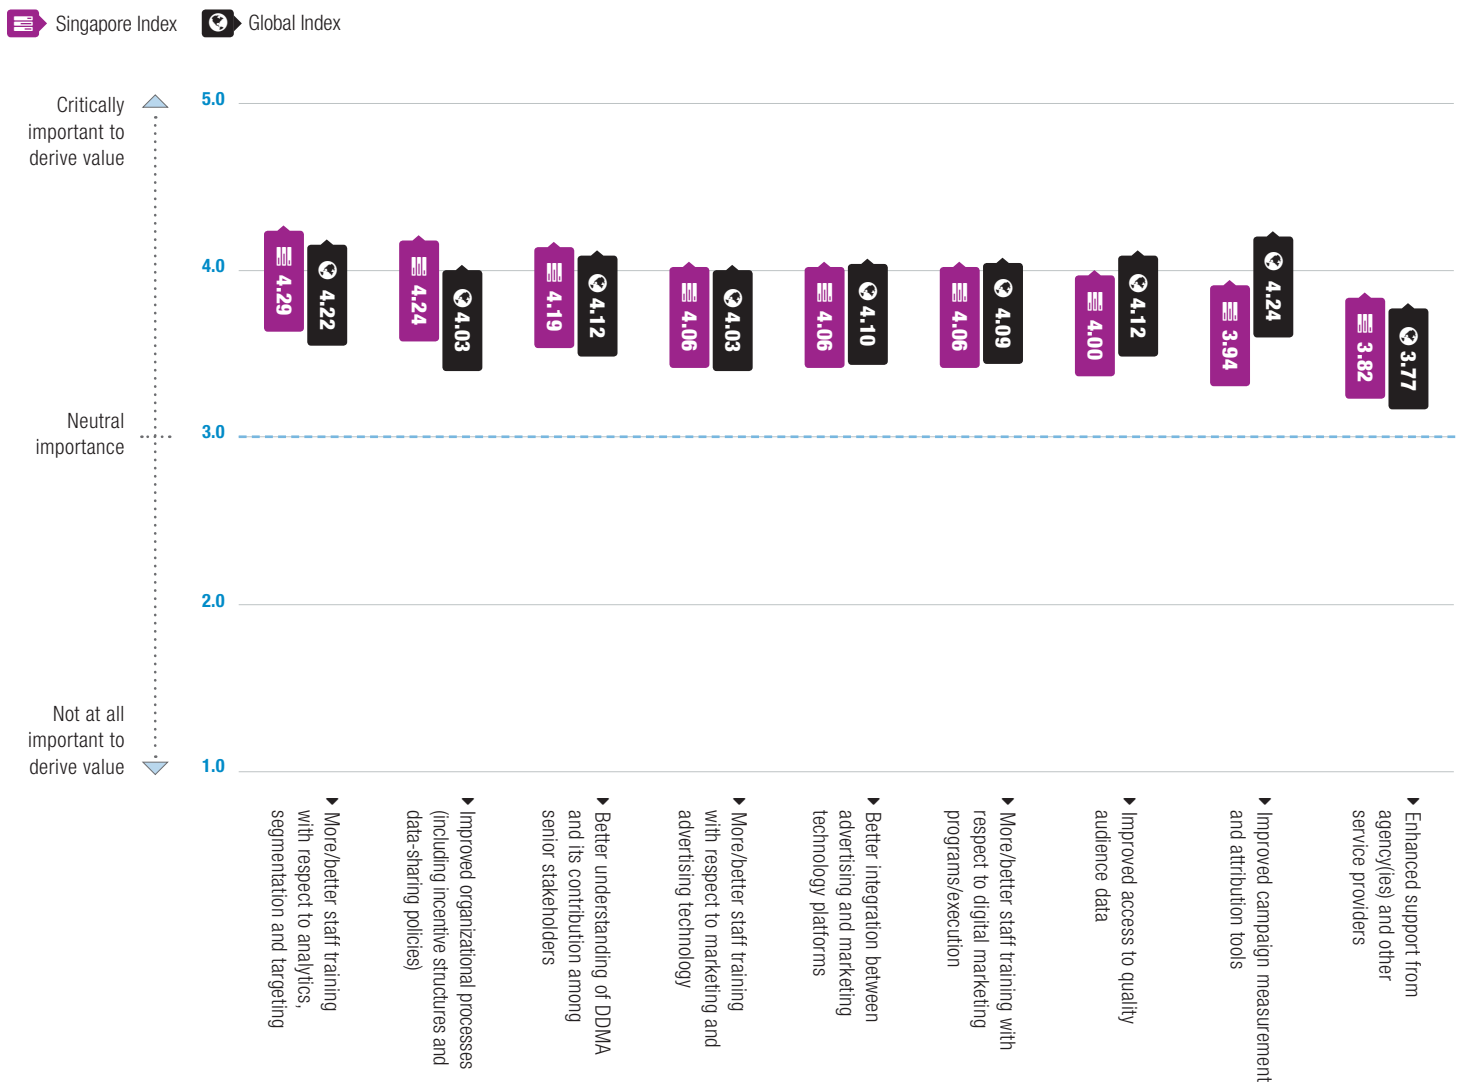 Singapore Index
Global Index
Critically
important to
derive value
Neutral
importance
Not at all
important to
derive value
5.0
4.0
3.0
2.0
1.0
4.29
4.22
4.24
4.03
4.19
4.12
4.06
4.03
4.06
4.10
4.06
4.09
4.00
4.12
3.94
4.24
3.82
3.77
More/better staff training
with respect to analytics,
segmentation and targeting
Improved organizational processes
(including incentive structures and
data-sharing policies)
Better understanding of DDMA
and its contribution among
senior stakeholders
More/better staff training
with respect to marketing and
advertising technology
Better integration between
advertising and marketing
technology platforms
More/better staff training with
respect to digital marketing
programs/execution
Improved access to quality
audience data
Improved campaign measurement
and attribution tools
Enhanced support from
agency(ies) and other
service providers